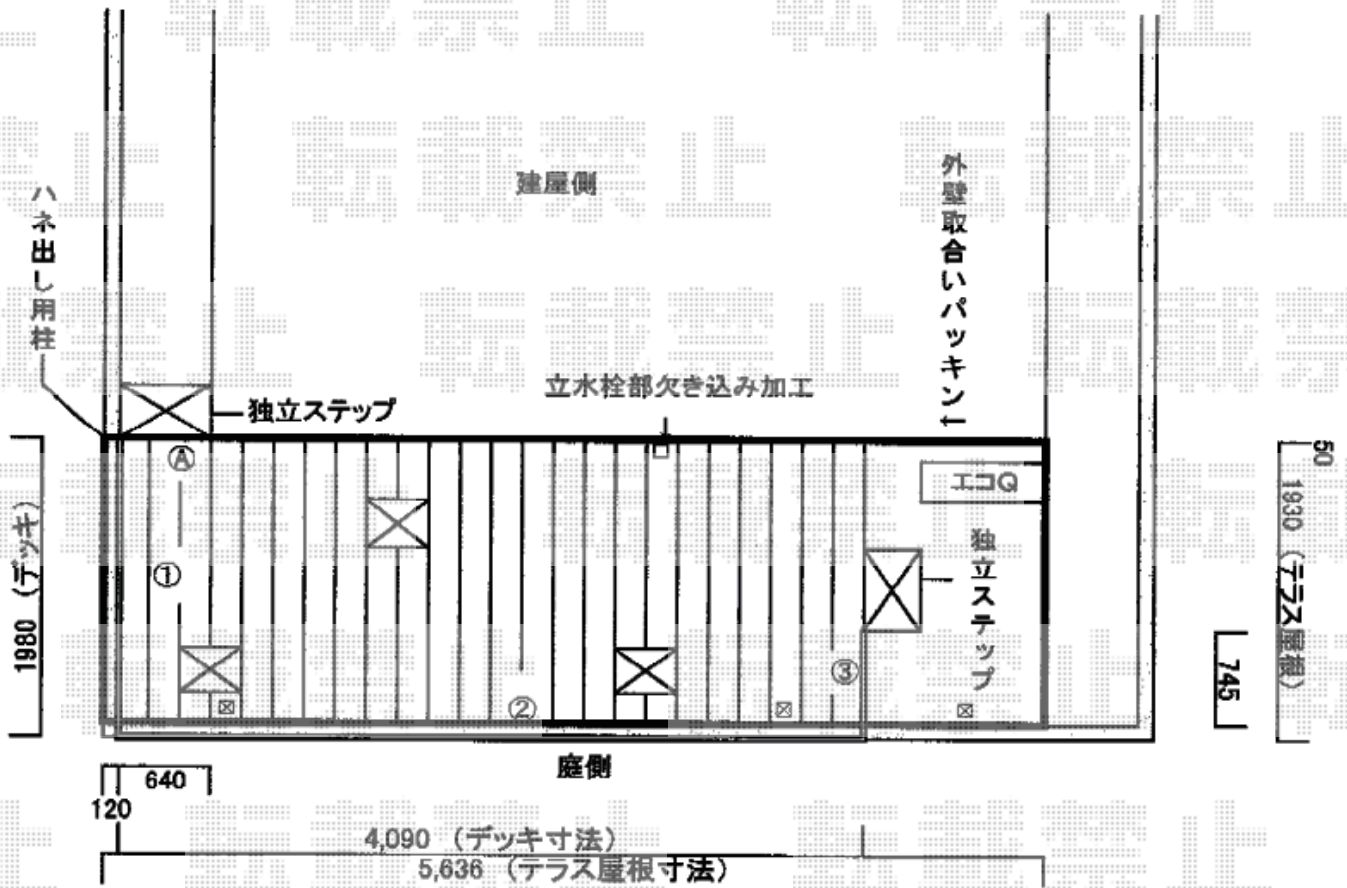 転載禁止
建屋側
ハネ出し用柱
外壁取合いパッキン↑
独立ステップ
立水栓部欠き込み加工
Ⓐ
エコQ
①
独立ステップ
②
③
1980（デッキ）
50
1930（テラス屋根）
745
庭側
640
120
4,090（デッキ寸法）
5,636（テラス屋根寸法）